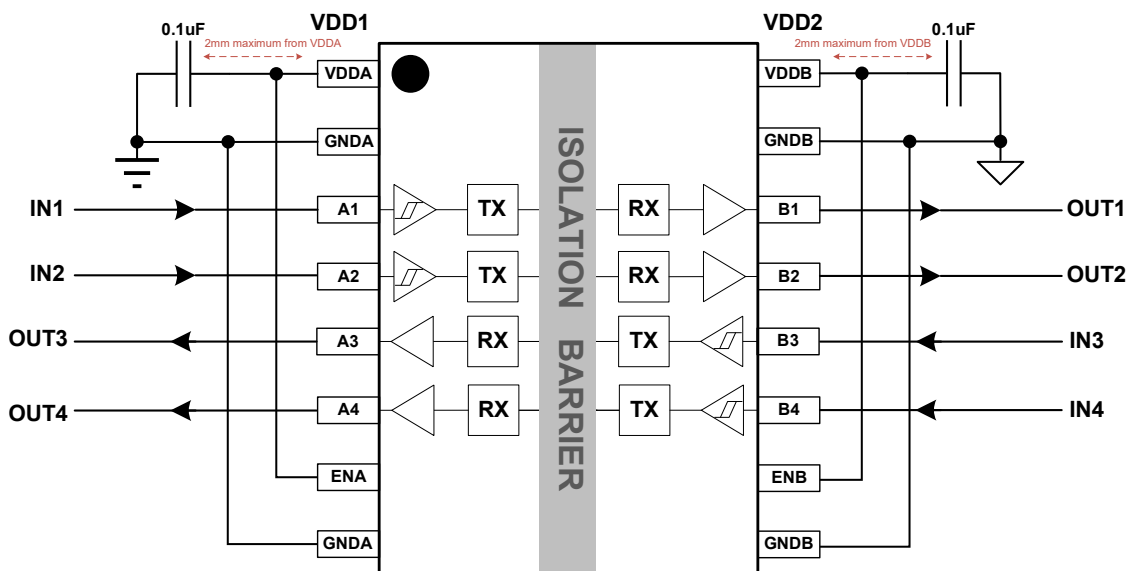 VDD1
VDD2
0.1uF
0.1uF
2mm maximum from VDDA
2mm maximum from VDDB
VDDA
VDDB
GNDA
GNDB
ISOLATION BARRIER
IN1
A1
TX
RX
B1
OUT1
IN2
A2
TX
RX
B2
OUT2
OUT3
A3
RX
TX
B3
IN3
OUT4
A4
RX
TX
B4
IN4
ENA
ENB
GNDA
GNDB